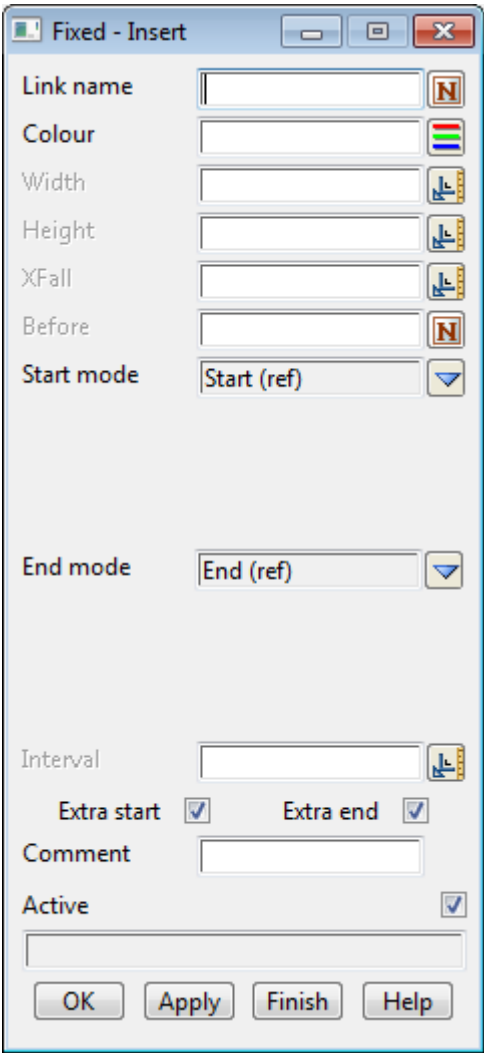 Fixed - Insert
Link name
Colour
Width
Height
XFall
Before
Start mode Start (ref)
End mode End (ref)
Interval
Extra start Extra end
Comment
Active
OK Apply Finish Help